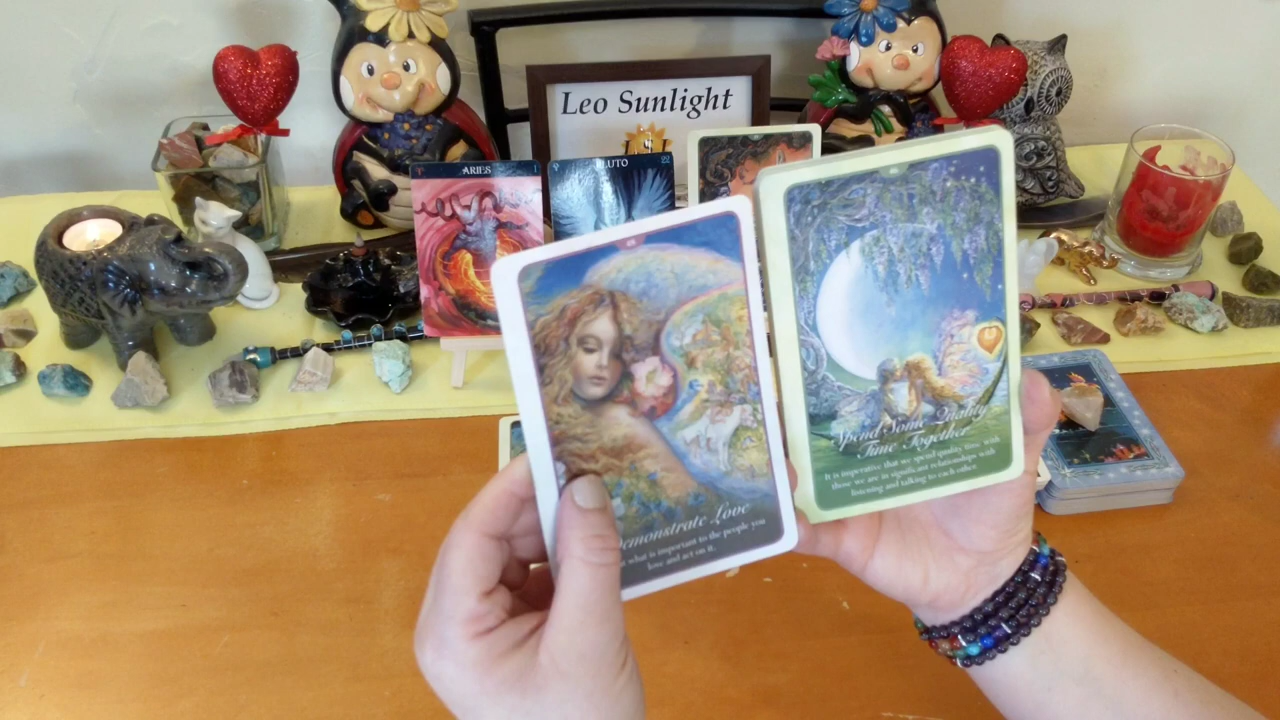 Leo Sunlight
ARIES
1
PLUTO
22
Demonstrate Love
what is important to the people you
love and act on it.
Spend Some Quality
Time Together
It is imperative that we spend quality time with
those we are in significant relationships with
listening and talking to each other.